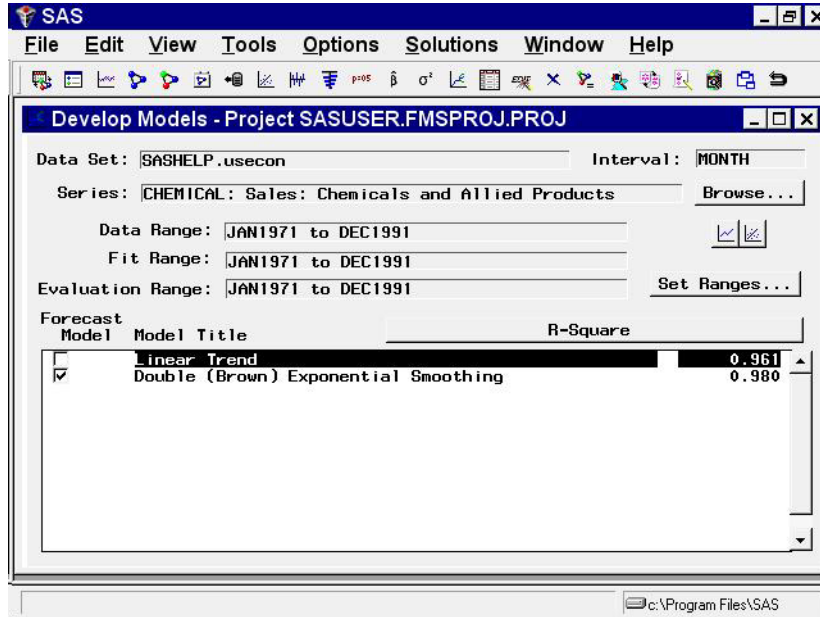 SAS
File Edit View Tools Options Solutions Window Help
p=05 β̂ σ²
Develop Models - Project SASUSER.FMSPROJ.PROJ
Data Set: SASHELP.usecon Interval: MONTH
Series: CHEMICAL: Sales: Chemicals and Allied Products Browse...
Data Range: JAN1971 to DEC1991
Fit Range: JAN1971 to DEC1991
Evaluation Range: JAN1971 to DEC1991 Set Ranges...
Forecast
Model Model Title R-Square
Linear Trend 0.961
Double (Brown) Exponential Smoothing 0.980
c:\Program Files\SAS